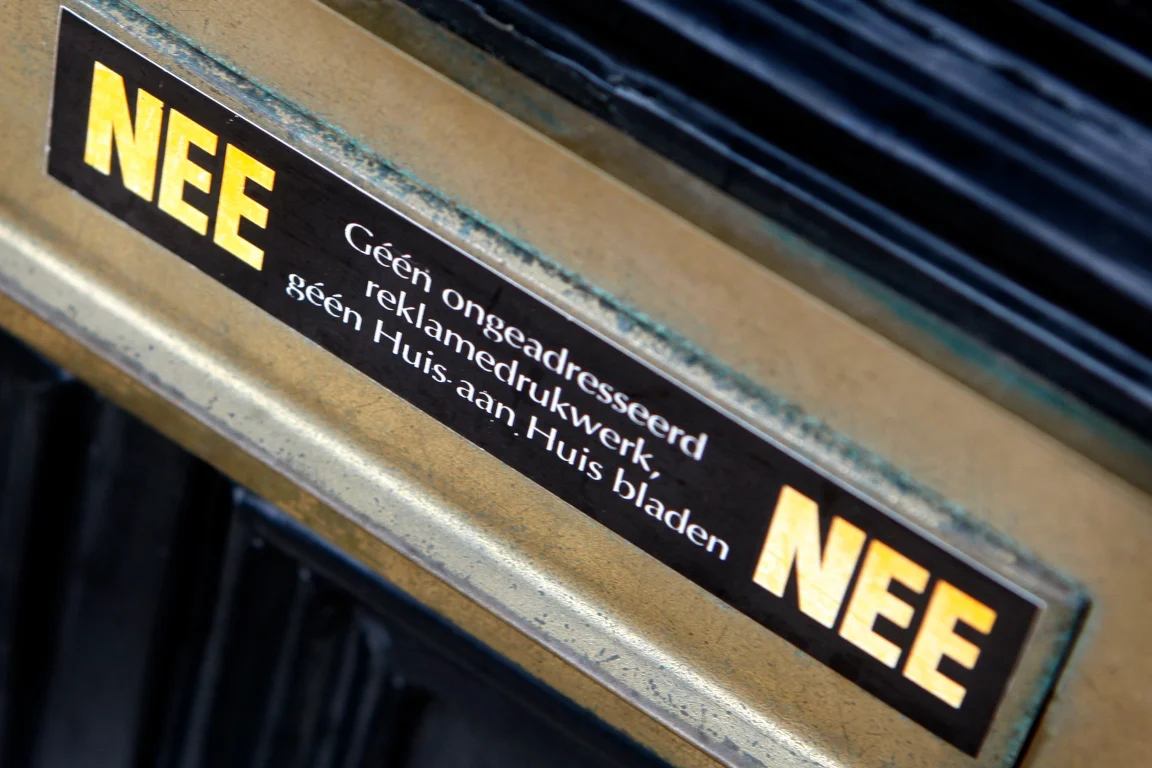 NEE
Géén ongeadresseerd
reklamedrukwerk,
géén Huis-aan Huis bladen
NEE